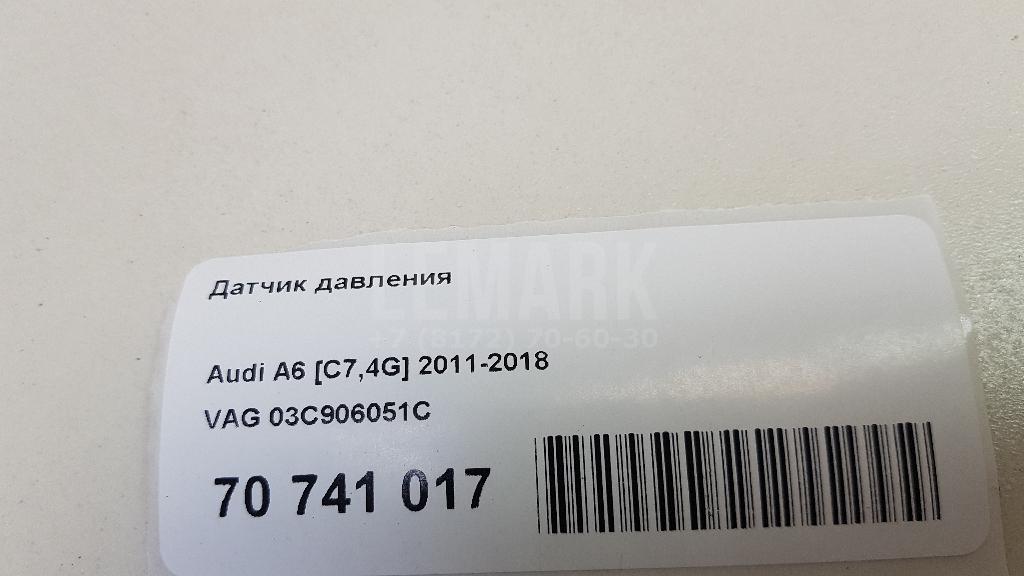 Датчик давления
LEMARK
+7 (8172) 70-60-30
Audi A6 [C7,4G] 2011-2018
VAG 03C906051C
70 741 017